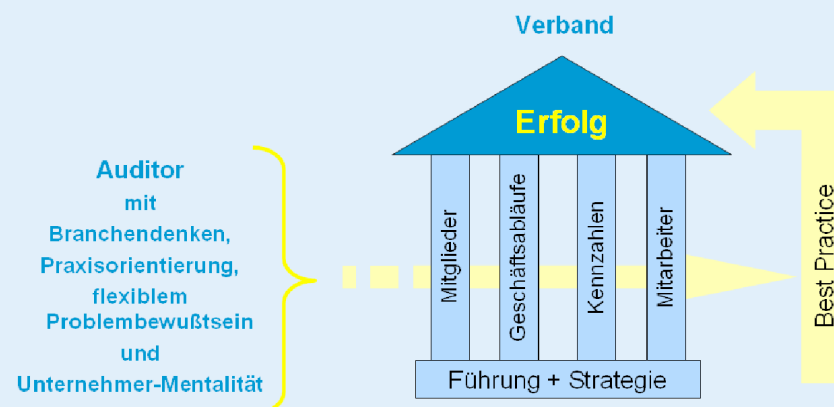 Verband
Erfolg
Auditor
mit
Branchendenken,
Praxisorientierung,
flexiblem
Problembewußtsein
und
Unternehmer-Mentalität
Mitglieder
Geschäftsabläufe
Kennzahlen
Mitarbeiter
Führung + Strategie
Best Practice